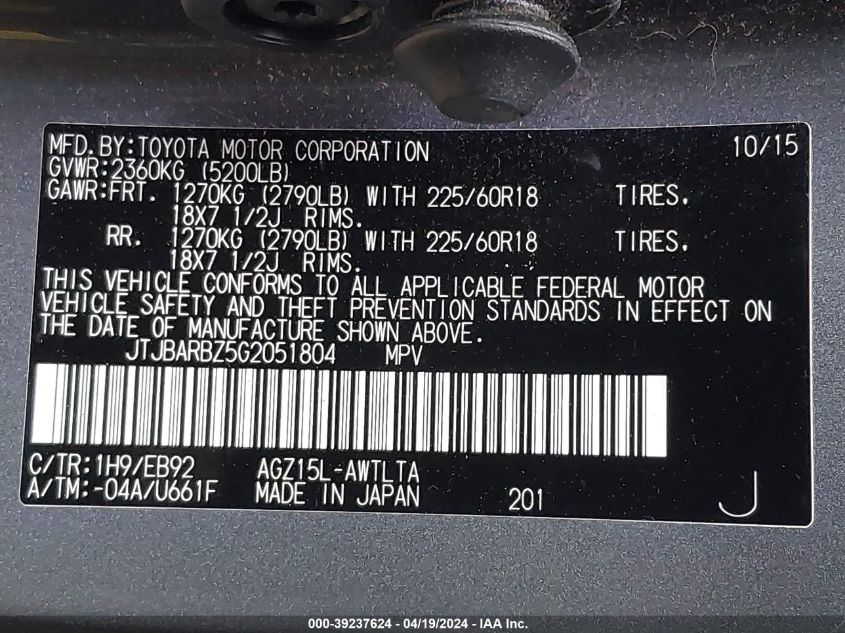 MFD.BY:TOYOTA MOTOR CORPORATION 10/15
GVWR:2360KG (5200LB)
GAWR:FRT. 1270KG (2790LB) WITH 225/60R18 TIRES.
18X7 1/2J RIMS.
RR. 1270KG (2790LB) WITH 225/60R18 TIRES.
18X7 1/2J RIMS.
THIS VEHICLE CONFORMS TO ALL APPLICABLE FEDERAL MOTOR
VEHICLE SAFETY AND THEFT PREVENTION STANDARDS IN EFFECT ON
THE DATE OF MANUFACTURE SHOWN ABOVE.
JTJBARBZ5G2051804 MPV
C/TR:1H9/EB92 AGZ15L-AWTLTA
A/TM:-04A/U661F MADE IN JAPAN 201 J
000-39237624 - 04/19/2024 - IAA Inc.